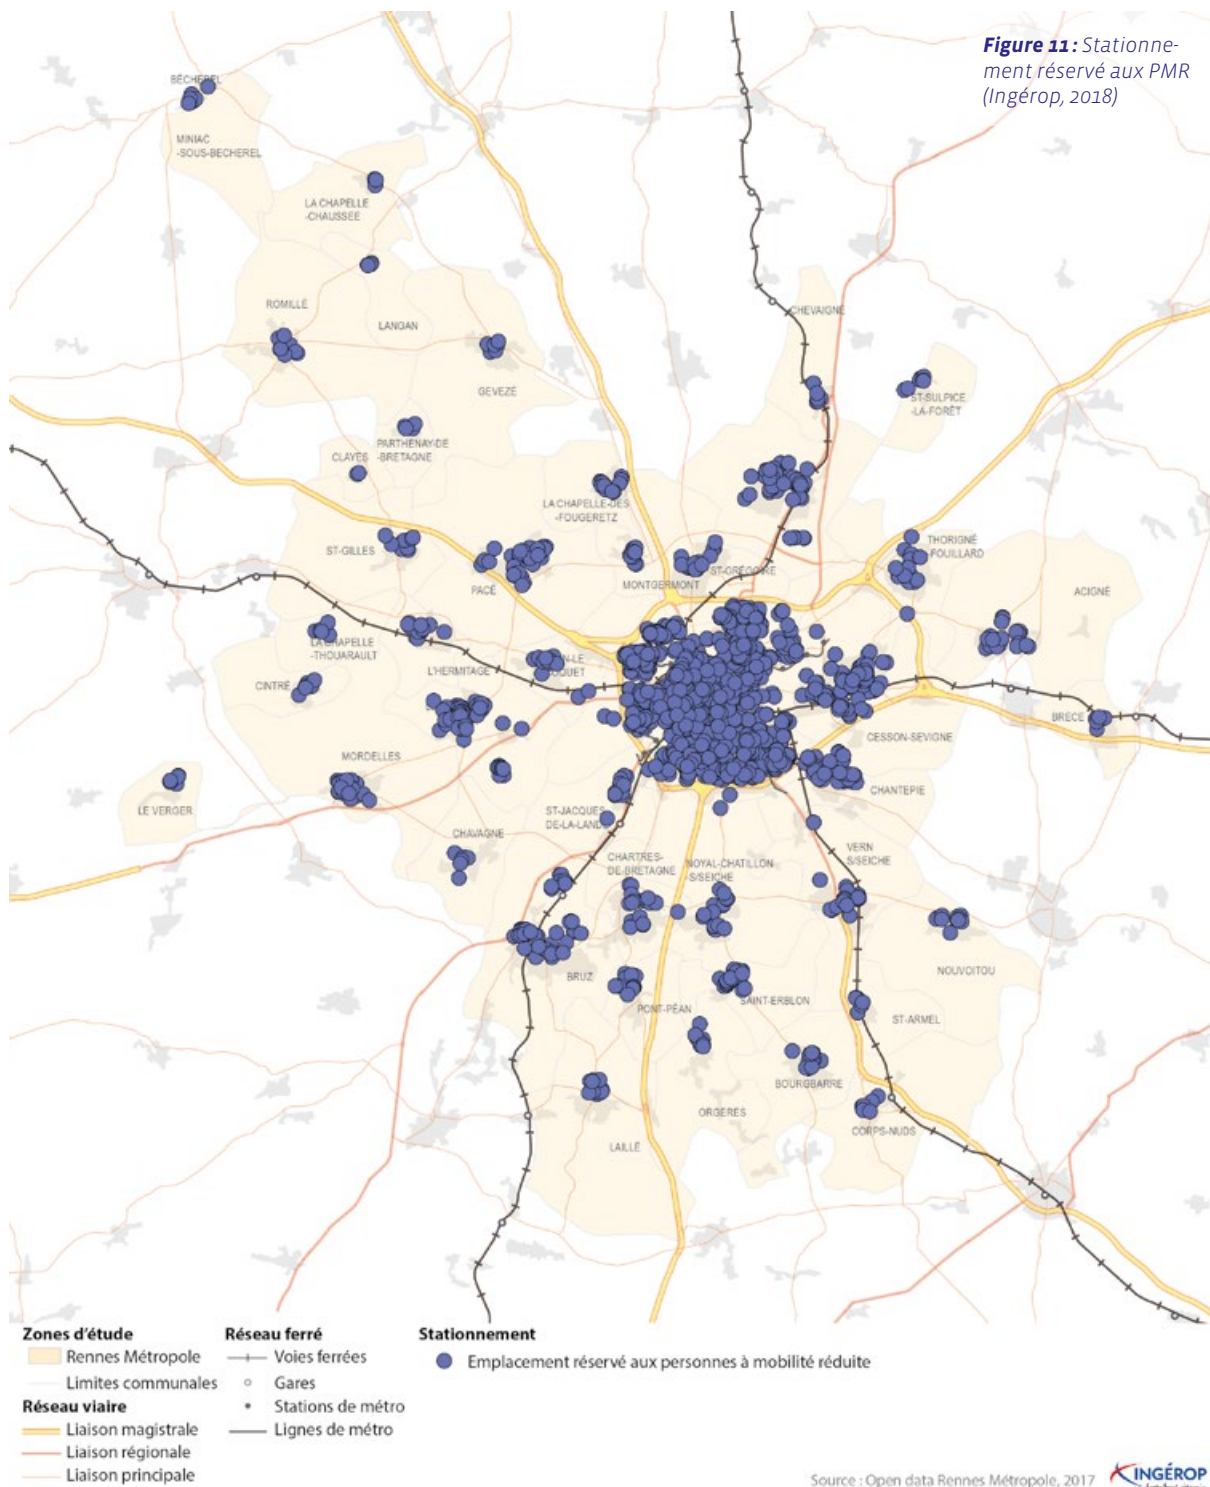 Figure 11 : Stationne-
ment réservé aux PMR
(Ingérop, 2018)
BÉCHEREL
MINIAC
-SOUS-BECHEREL
LA CHAPELLE
-CHAUSSEE
ROMILLÉ
LANGAN
CHEVAIGNÉ
GEVEZÉ
ST-SULPICE
-LA-FORÊT
PARTHENAY-DE
-BRETAGNE
CLAYES
LA CHAPELLE-DES
-FOUGERETZ
ST-GILLES
THORIGNÉ
-FOUILLARD
PACÉ
MONTGERMONT
ST-GRÉGOIRE
ACIGNÉ
LA CHAPELLE
-THOUARAULT
L'HERMITAGE
CINTRÉ
BRECE
CESSON-SEVIGNE
MORDELLES
CHANTEPIE
LE VERGER
ST-JACQUES
DE-LA-LANDE
CHAVAGNE
VERN
S/SEICHE
CHARTRES-
DE-BRETAGNE
NOYAL-CHATILLON
S/SEICHE
BRUZ
NOUVOITOU
PONT-PÉAN
SAINT-ERBLON
ST-ARMEL
BOURGBARRE
ORGERES
CORPS-NUDS
LAILLÉ
Zones d'étude
Rennes Métropole
Limites communales
Réseau viaire
Liaison magistrale
Liaison régionale
Liaison principale
Réseau ferré
Voies ferrées
Gares
Stations de métro
Lignes de métro
Stationnement
Emplacement réservé aux personnes à mobilité réduite
Source : Open data Rennes Métropole, 2017
INGÉROP